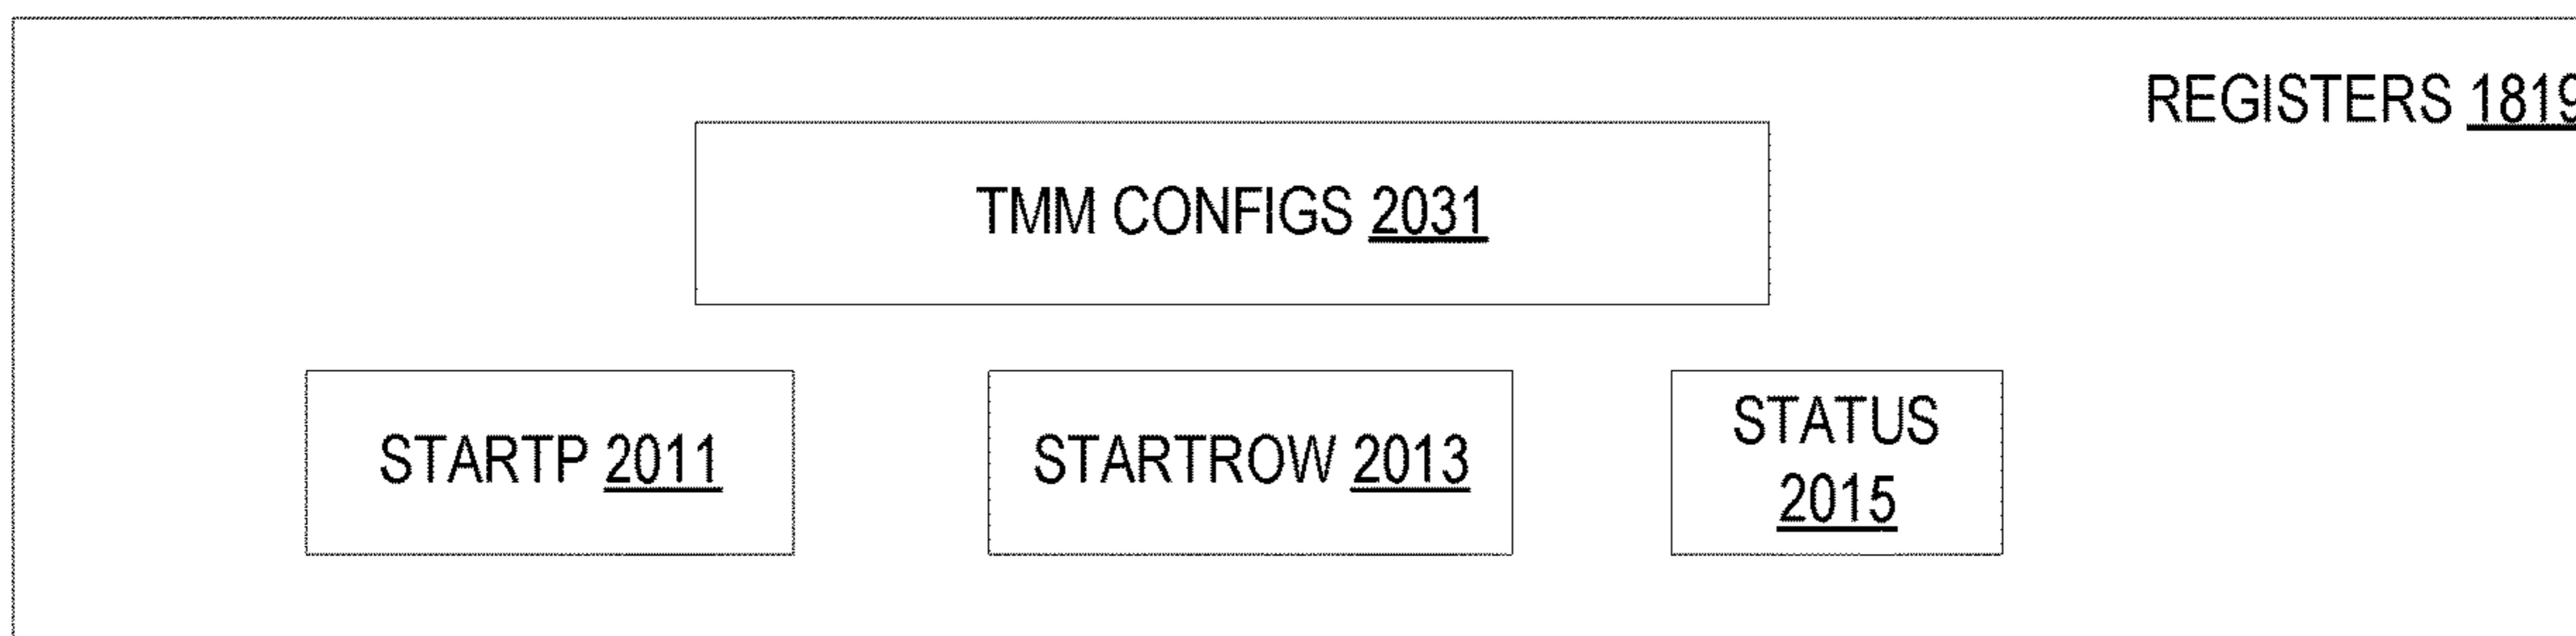 REGISTERS 1819
TMM CONFIGS 2031
STARTP 2011
STARTROW 2013
STATUS
2015